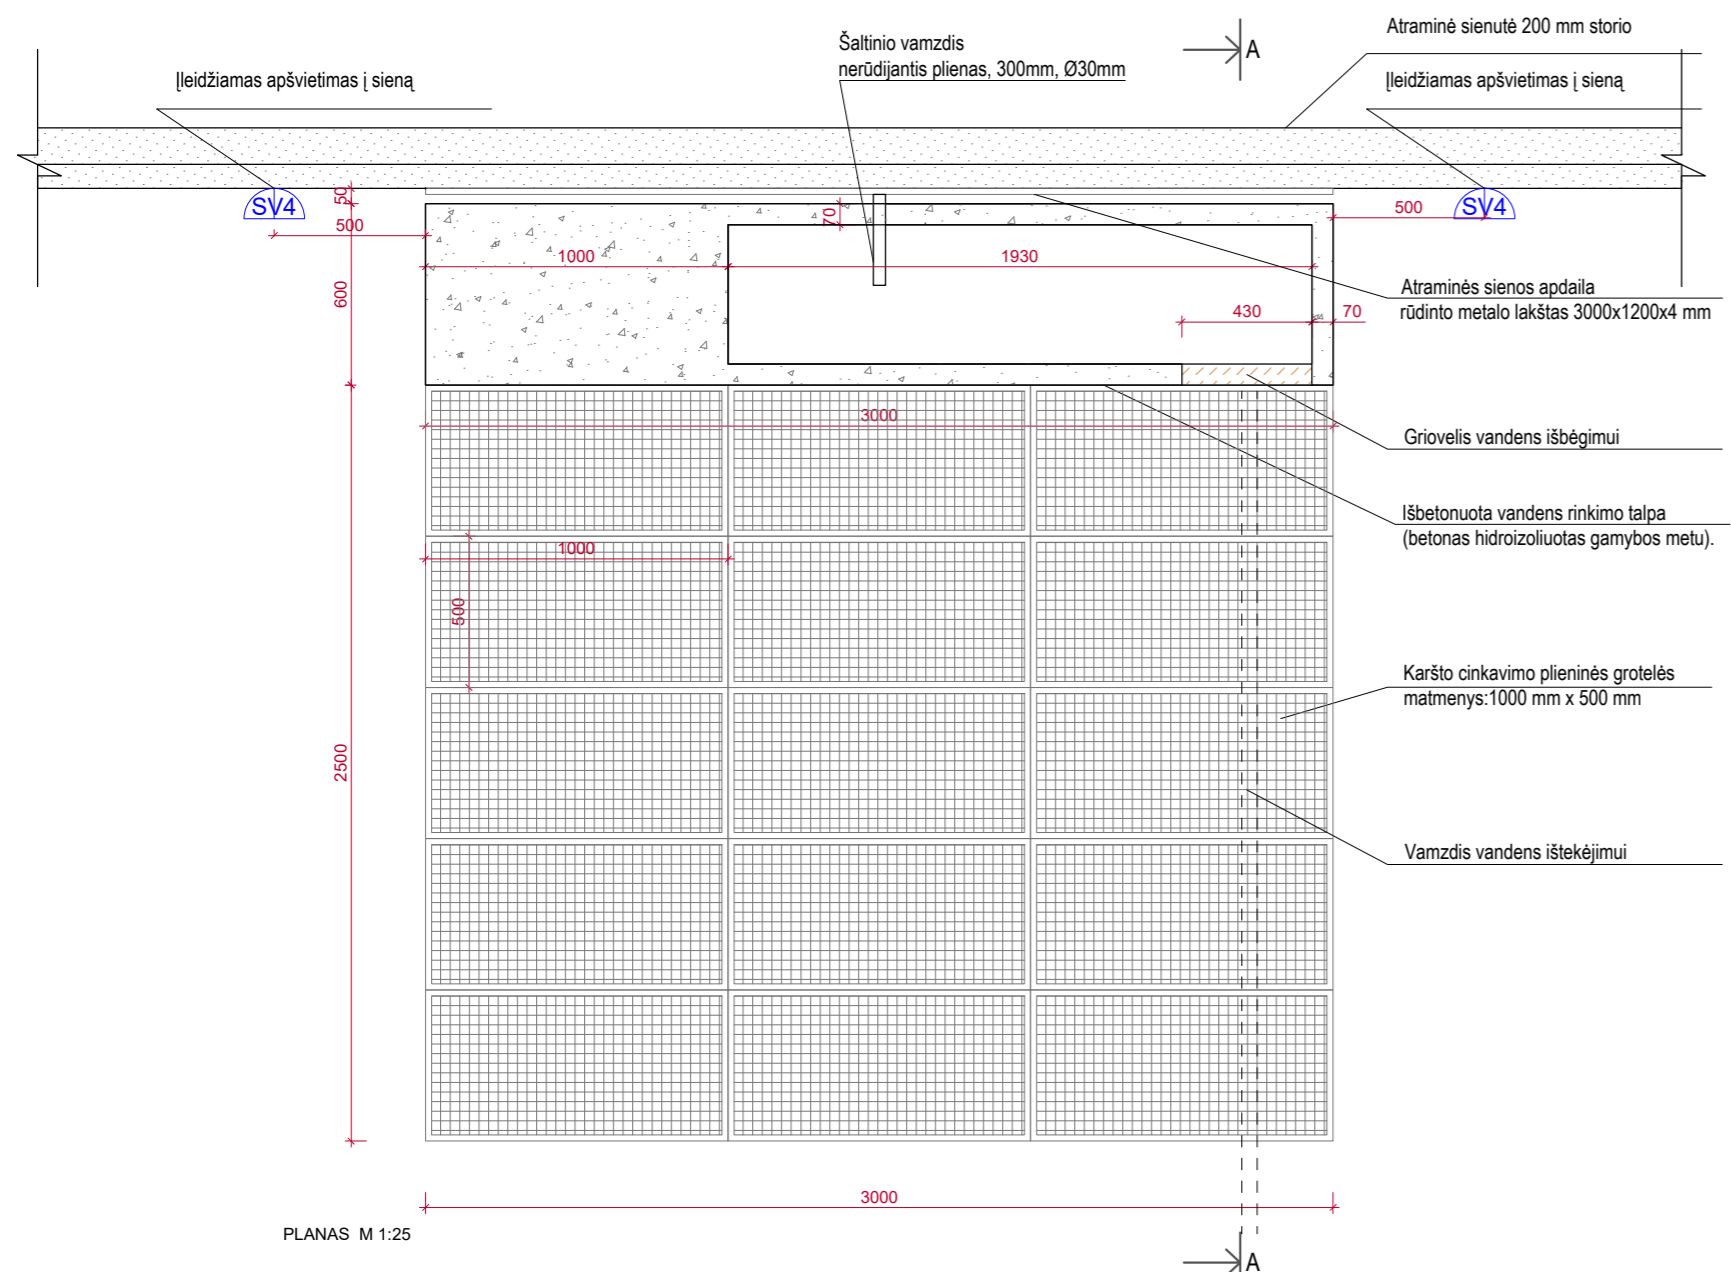 Atraminė sienutė 200 mm storio
A
Šaltinio vamzdis
nerūdijantis plienas, 300mm, Ø30mm
Įleidžiamas apšvietimas į sieną
Įleidžiamas apšvietimas į sieną
50
SV4
SV4
500
70
500
1000
1930
600
Atraminės sienos apdaila
rūdinto metalo lakštas 3000x1200x4 mm
430
70
3000
Griovelis vandens išbėgimui
Išbetonuota vandens rinkimo talpa
(betonas hidroizoliuotas gamybos metu).
1000
500
Karšto cinkavimo plieninės grotelės
matmenys:1000 mm x 500 mm
2500
Vamzdis vandens ištekėjimui
3000
PLANAS M 1:25
A